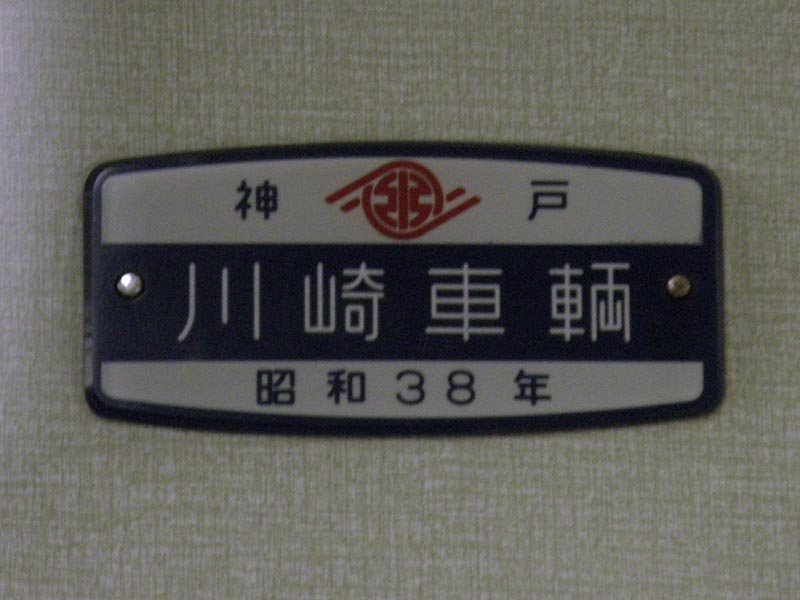 神 戸
川崎車輌
昭和38年